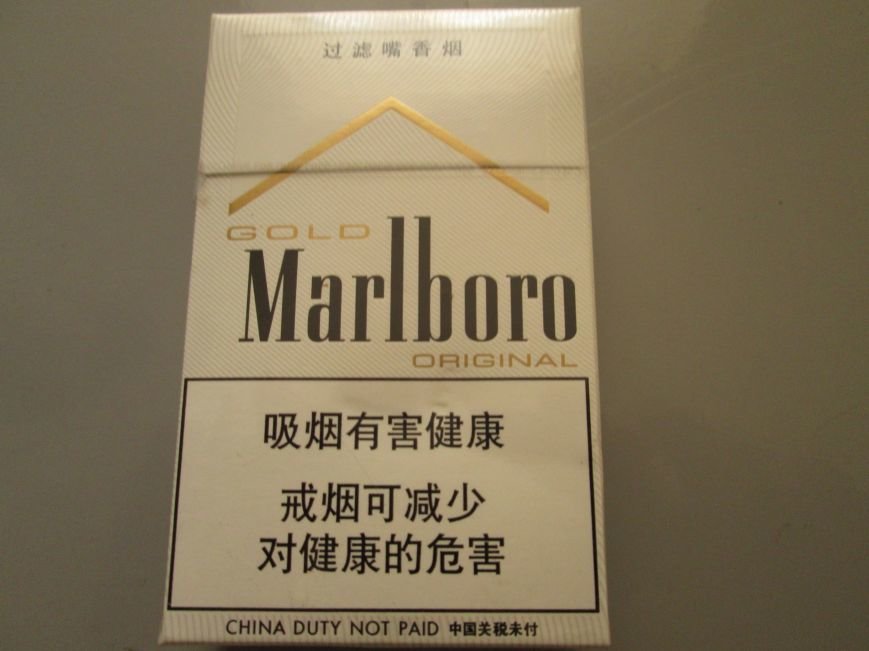 过滤嘴香烟
GOLD
Marlboro
ORIGINAL
吸烟有害健康
戒烟可减少
对健康的危害
CHINA DUTY NOT PAID 中国关税未付